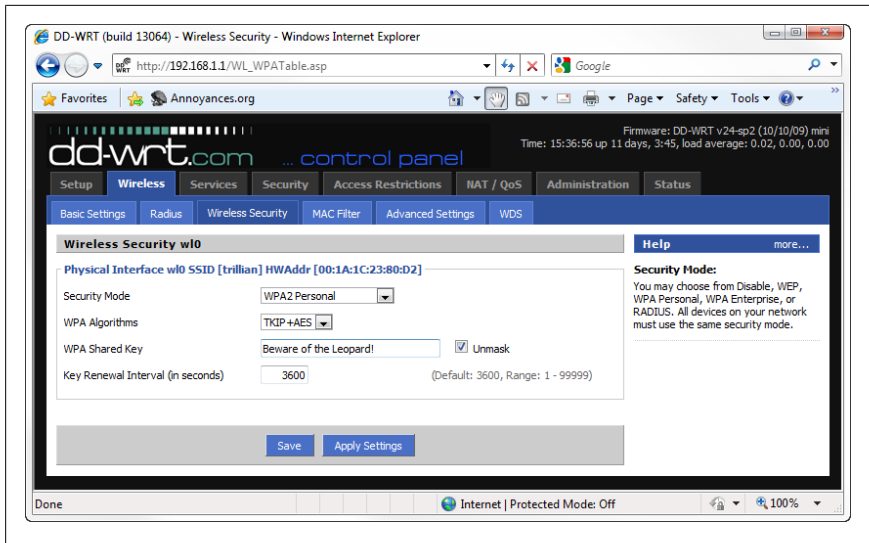 DD-WRT (build 13064) - Wireless Security - Windows Internet Explorer
DD WRT http://192.168.1.1/WL_WPATable.asp Google
Favorites Annoyances.org Page Safety Tools »
Firmware: DD-WRT v24-sp2 (10/10/09) mini
Time: 15:36:56 up 11 days, 3:45, load average: 0.02, 0.00, 0.00
dd-wrt.com ... control panel
Setup Wireless Services Security Access Restrictions NAT / QoS Administration Status
Basic Settings Radius Wireless Security MAC Filter Advanced Settings WDS
Wireless Security wl0
Physical Interface wl0 SSID [trillian] HWAddr [00:1A:1C:23:80:D2]
Security Mode WPA2 Personal
WPA Algorithms TKIP+AES
WPA Shared Key Beware of the Leopard! Unmask
Key Renewal Interval (in seconds) 3600 (Default: 3600, Range: 1 - 99999)
Save Apply Settings
Help more...
Security Mode:
You may choose from Disable, WEP,
WPA Personal, WPA Enterprise, or
RADIUS. All devices on your network
must use the same security mode.
Done Internet | Protected Mode: Off 100%